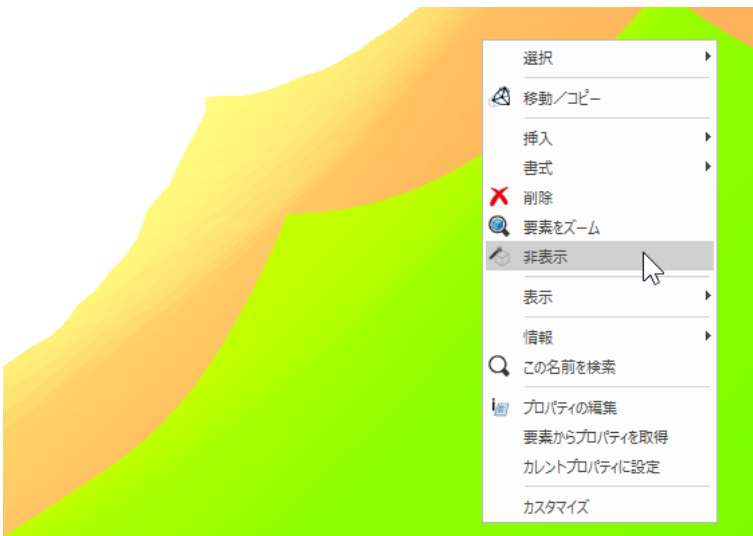 選択
移動／コピー
挿入
書式
削除
要素をズーム
非表示
表示
情報
この名前を検索
プロパティの編集
要素からプロパティを取得
カレントプロパティに設定
カスタマイズ